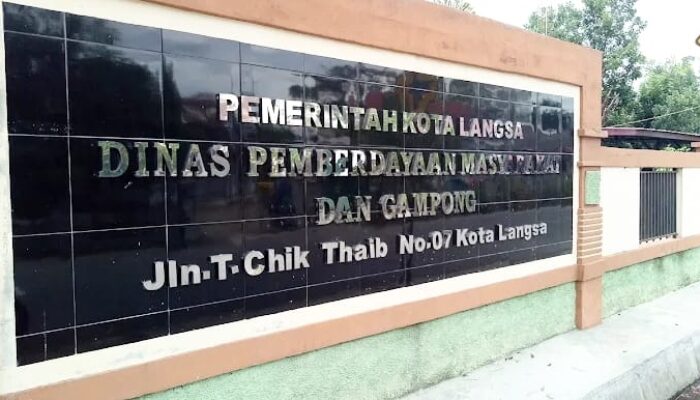 PEMERINTAH KOTA LANGSA
DINAS PEMBERDAYAAN MASYARAKAT
DAN GAMPONG
Jln.T.Chik Thaib No.07 Kota Langsa